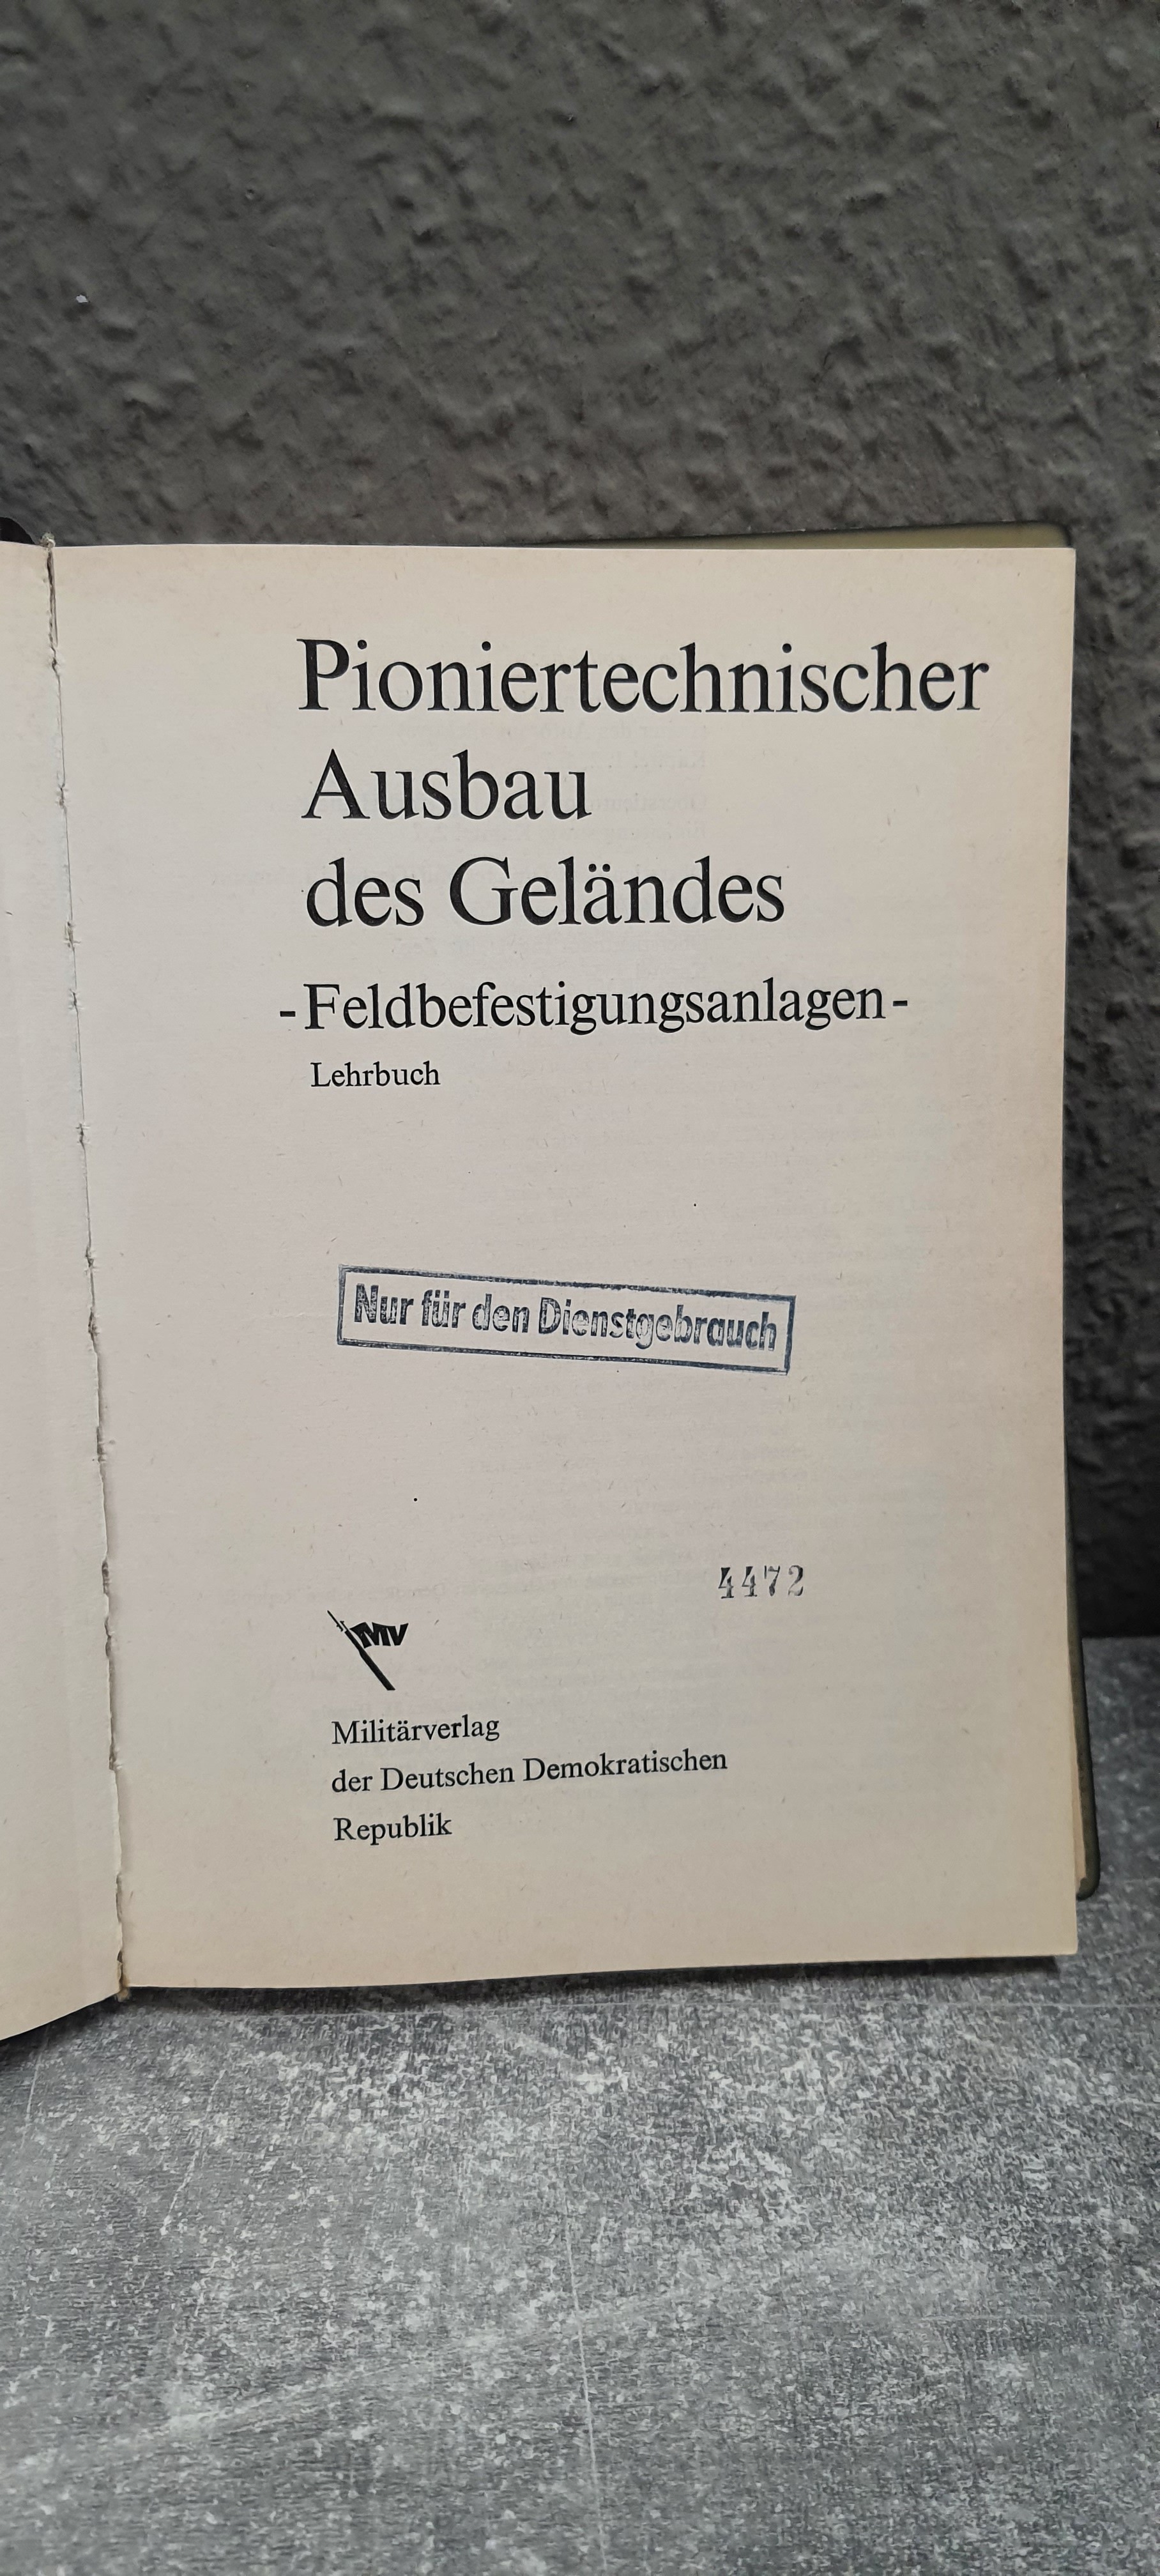 Pioniertechnischer
Ausbau
des Geländes
-Feldbefestigungsanlagen-
Lehrbuch
Nur für den Dienstgebrauch
4472
MV
Militärverlag
der Deutschen Demokratischen
Republik